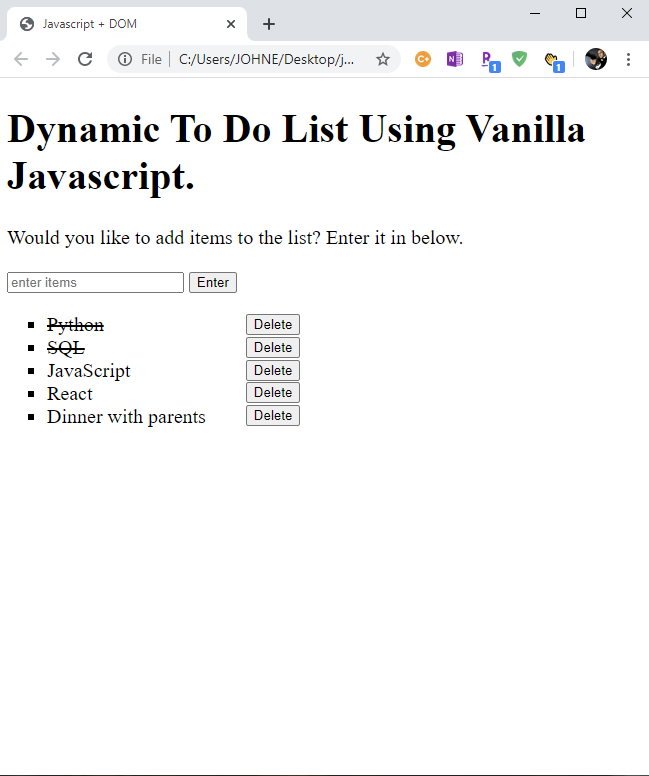 Javascript + DOM
File | C:/Users/JOHNE/Desktop/j...
C+ N 1 1
Dynamic To Do List Using Vanilla
Javascript.
Would you like to add items to the list? Enter it in below.
enter items Enter
Python Delete
SQL Delete
JavaScript Delete
React Delete
Dinner with parents Delete